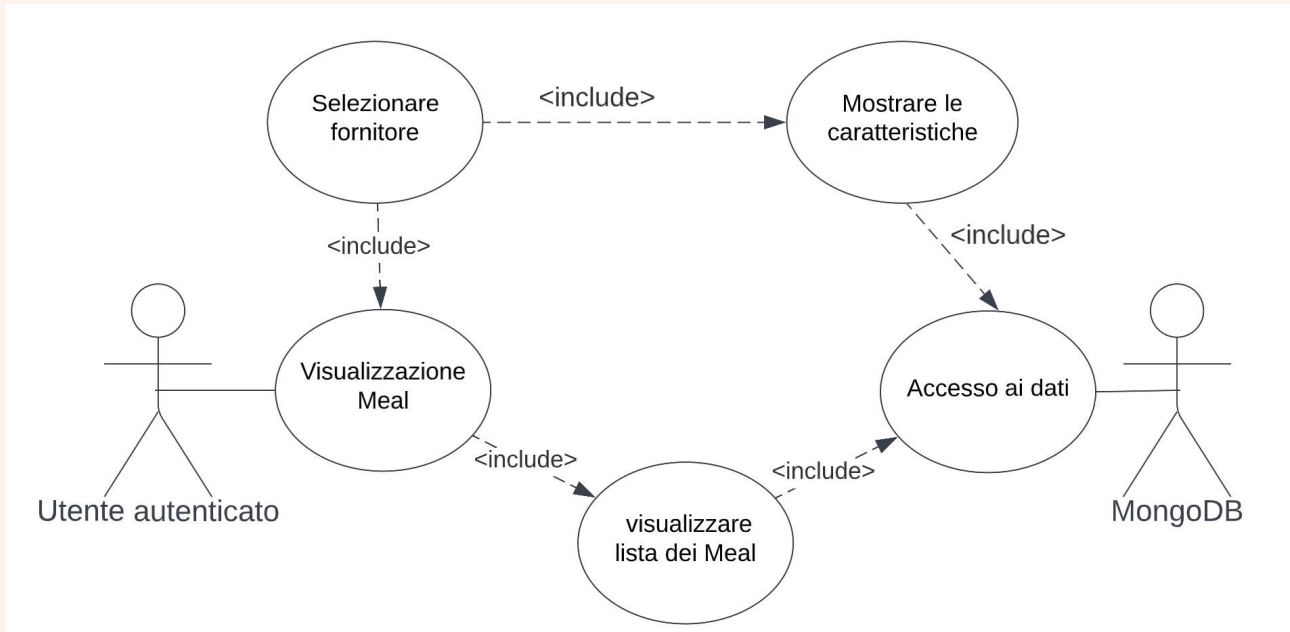 Selezionare
fornitore
<include>
Mostrare le
caratteristiche
<include>
<include>
Visualizzazione
Meal
Accesso ai dati
<include>
<include>
Utente autenticato
MongoDB
visualizzare
lista dei Meal